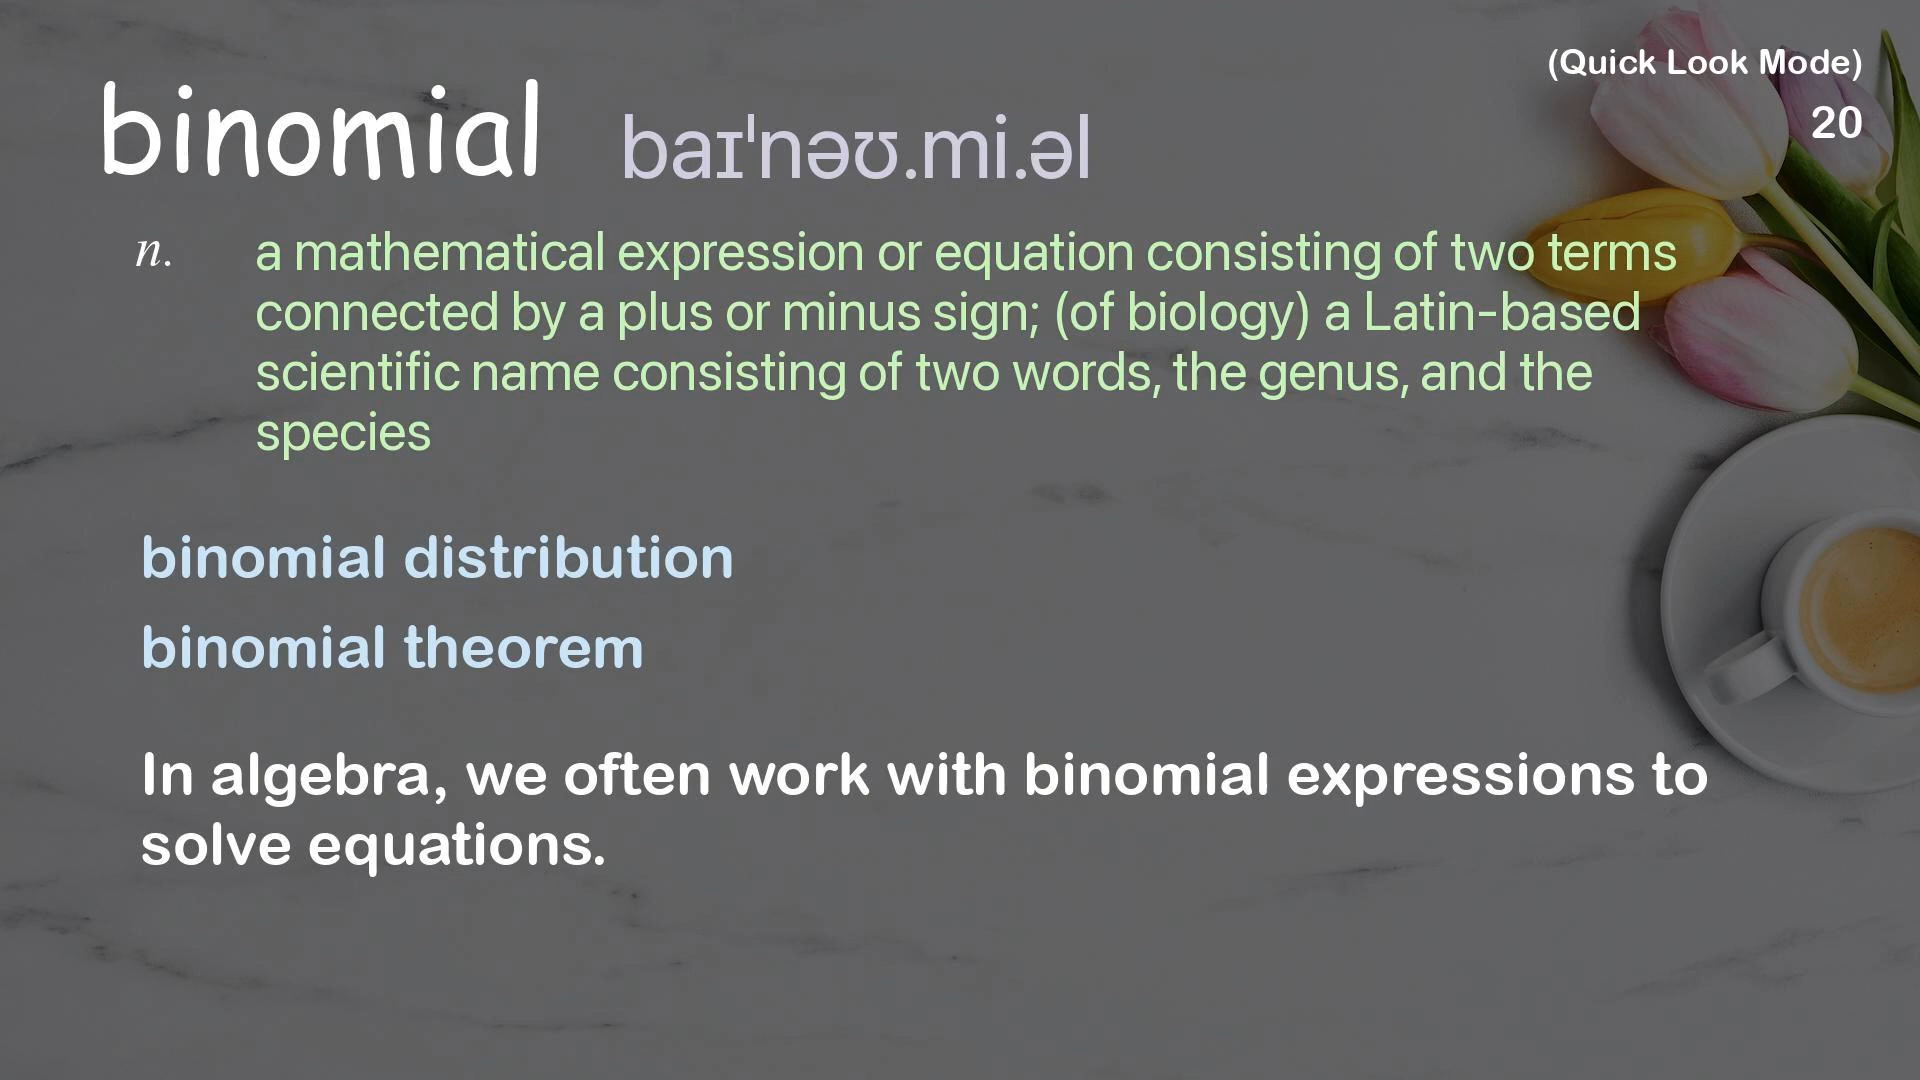 (Quick Look Mode)
binomial baɪˈnəʊ.mi.əl
20
n. a mathematical expression or equation consisting of two terms
connected by a plus or minus sign; (of biology) a Latin-based
scientific name consisting of two words, the genus, and the
species
binomial distribution
binomial theorem
In algebra, we often work with binomial expressions to
solve equations.